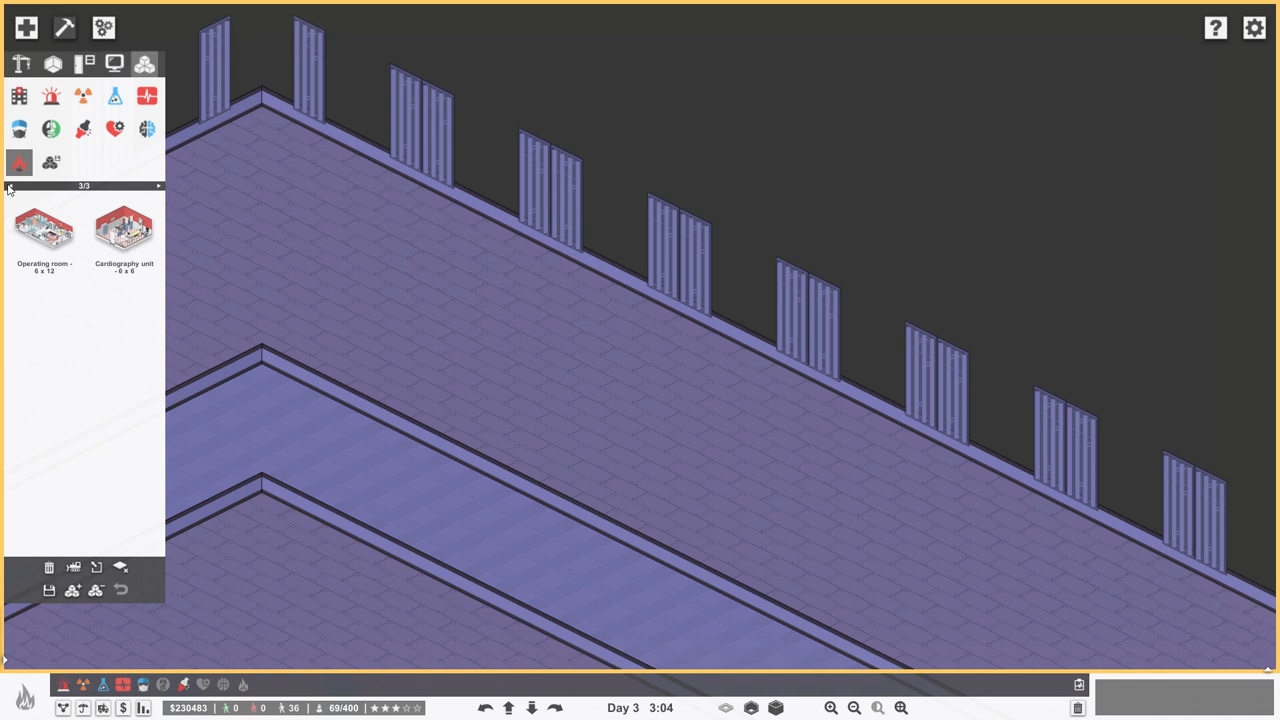 3/3
Operating room -
6 x 12
Cardiography unit
- 6 x 6
$230483
0
0
36
69/400
Day 3 3:04
?